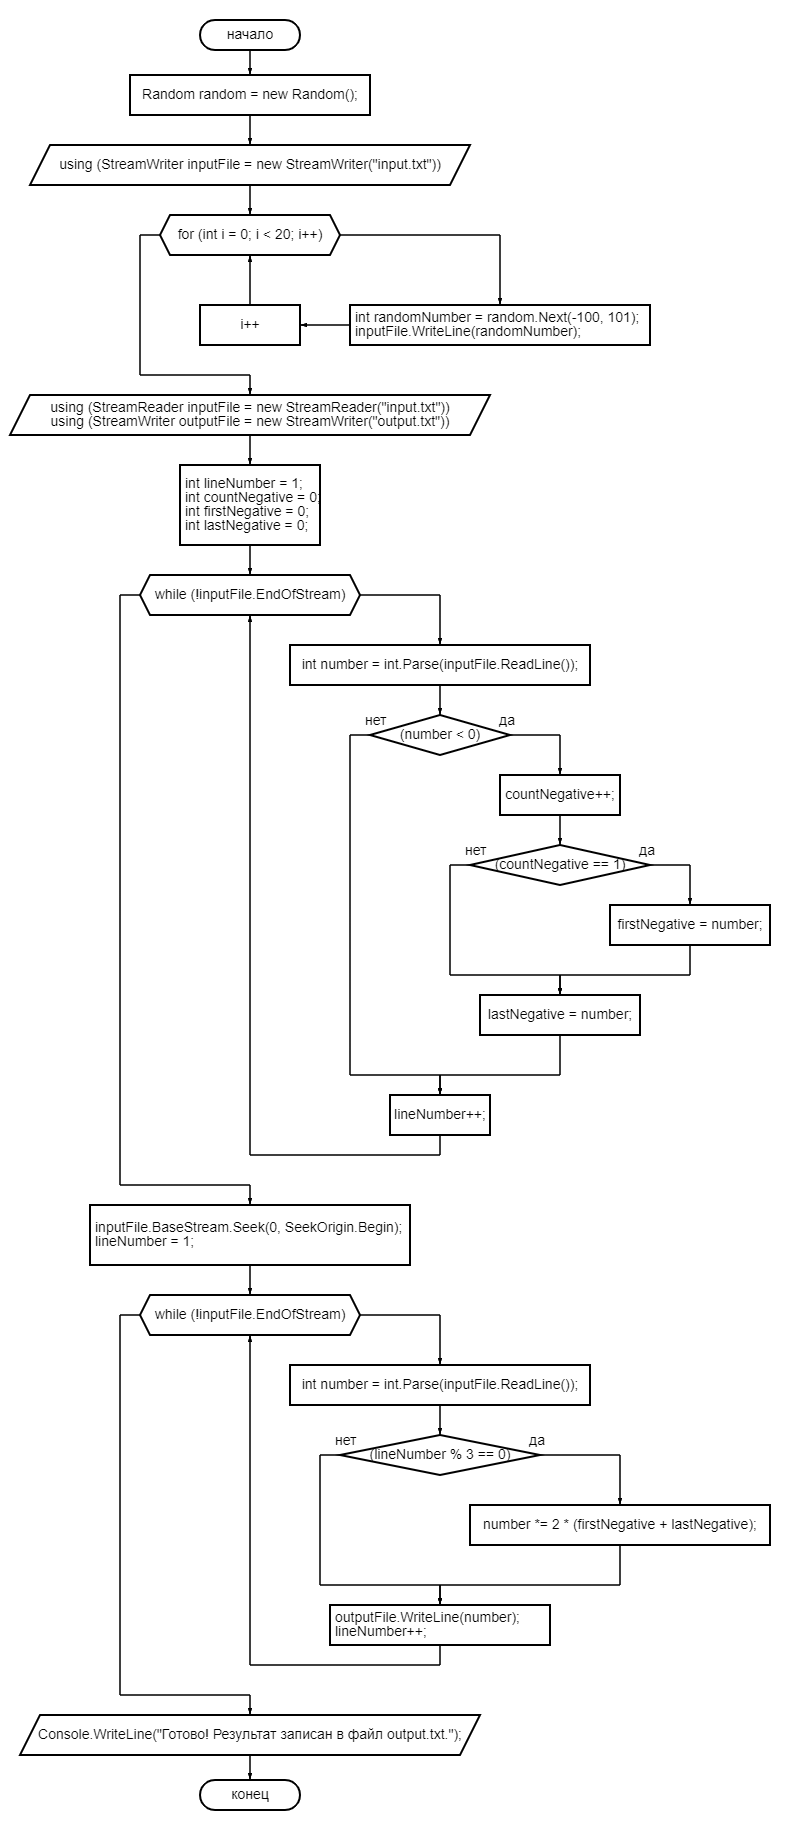 начало
Random random = new Random();
using (StreamWriter inputFile = new StreamWriter("input.txt"))
for (int i = 0; i < 20; i++)
int randomNumber = random.Next(-100, 101);
inputFile.WriteLine(randomNumber);
i++
using (StreamReader inputFile = new StreamReader("input.txt"))
using (StreamWriter outputFile = new StreamWriter("output.txt"))
int lineNumber = 1;
int countNegative = 0;
int firstNegative = 0;
int lastNegative = 0;
while (!inputFile.EndOfStream)
int number = int.Parse(inputFile.ReadLine());
нет
да
(number < 0)
countNegative++;
нет
да
(countNegative == 1)
firstNegative = number;
lastNegative = number;
lineNumber++;
inputFile.BaseStream.Seek(0, SeekOrigin.Begin);
lineNumber = 1;
while (!inputFile.EndOfStream)
int number = int.Parse(inputFile.ReadLine());
нет
да
(lineNumber % 3 == 0)
number *= 2 * (firstNegative + lastNegative);
outputFile.WriteLine(number);
lineNumber++;
Console.WriteLine("Готово! Результат записан в файл output.txt.");
конец